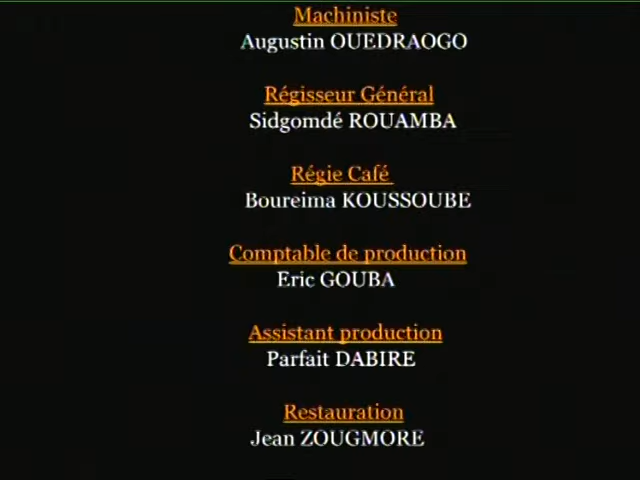 Machiniste
Augustin OUEDRAOGO
Régisseur Général
Sidgomdé ROUAMBA
Régie Café
Boureima KOUSSOUBE
Comptable de production
Eric GOUBA
Assistant production
Parfait DABIRE
Restauration
Jean ZOUGMORE